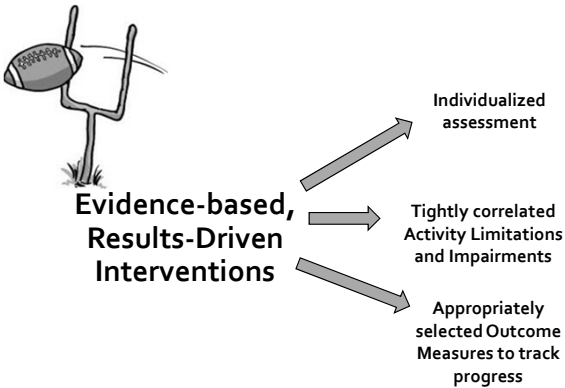 Evidence-based,
Results-Driven
Interventions
Individualized
assessment
Tightly correlated
Activity Limitations
and Impairments
Appropriately
selected Outcome
Measures to track
progress